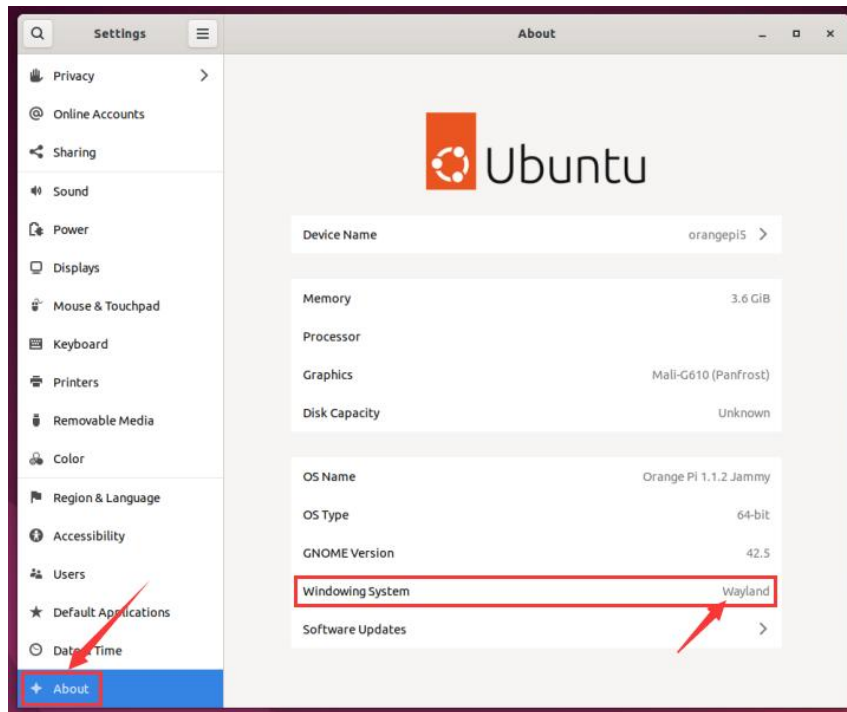 Settings
About
Privacy
Online Accounts
Sharing
Sound
Power
Displays
Mouse & Touchpad
Keyboard
Printers
Removable Media
Color
Region & Language
Accessibility
Users
Default Applications
Date & Time
About
Ubuntu
Device Name orangepi5
Memory 3.6 GiB
Processor
Graphics Mali-G610 (Panfrost)
Disk Capacity Unknown
OS Name Orange Pi 1.1.2 Jammy
OS Type 64-bit
GNOME Version 42.5
Windowing System Wayland
Software Updates